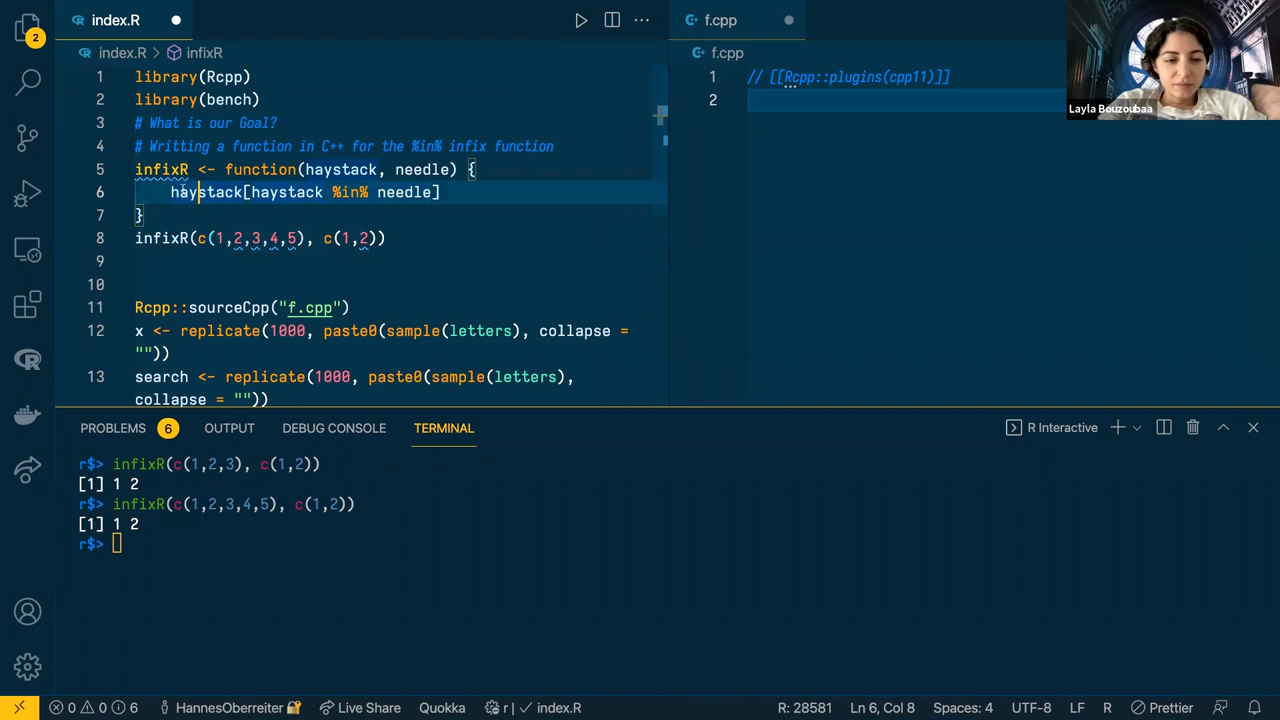 index.R
f.cpp
2
index.R > infixR
f.cpp
1 library(Rcpp)
2 library(bench)
3 # What is our Goal?
4 # Writting a function in C++ for the %in% infix function
5 infixR <- function(haystack, needle) {
6 haystack[haystack %in% needle]
7 }
8 infixR(c(1,2,3,4,5), c(1,2))
9
10
11 Rcpp::sourceCpp("f.cpp")
12 x <- replicate(1000, paste0(sample(letters), collapse =
""))
13 search <- replicate(1000, paste0(sample(letters),
collapse = ""))
1 // [[Rcpp::plugins(cpp11)]]
2
Layla Bouzoubaa
PROBLEMS 6 OUTPUT DEBUG CONSOLE TERMINAL
R Interactive
r$> infixR(c(1,2,3), c(1,2))
[1] 1 2
r$> infixR(c(1,2,3,4,5), c(1,2))
[1] 1 2
r$>
0 0 6 HannesOberreiter Live Share Quokka r | index.R R: 28581 Ln 6, Col 8 Spaces: 4 UTF-8 LF R Prettier